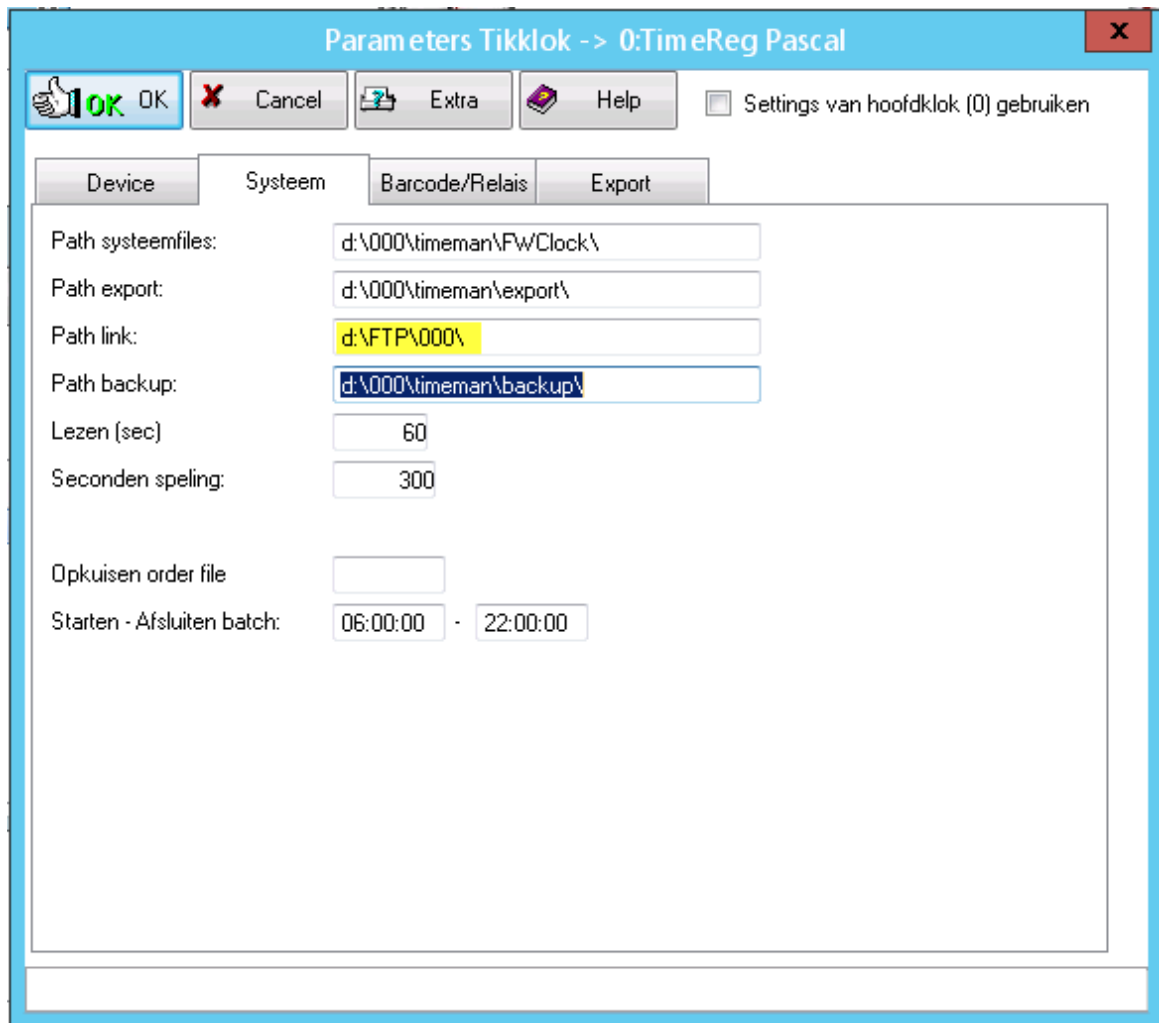 Parameters Tikklok -> 0:TimeReg Pascal
x
OK OK Cancel Extra Help Settings van hoofdklok (0) gebruiken
Device Systeem Barcode/Relais Export
Path systeemfiles: d:\000\timeman\FWClock\
Path export: d:\000\timeman\export\
Path link: d:\FTP\000\
Path backup: d:\000\timeman\backup\
Lezen (sec) 60
Seconden speling: 300
Opkuisen order file
Starten - Afsluiten batch: 06:00:00 - 22:00:00